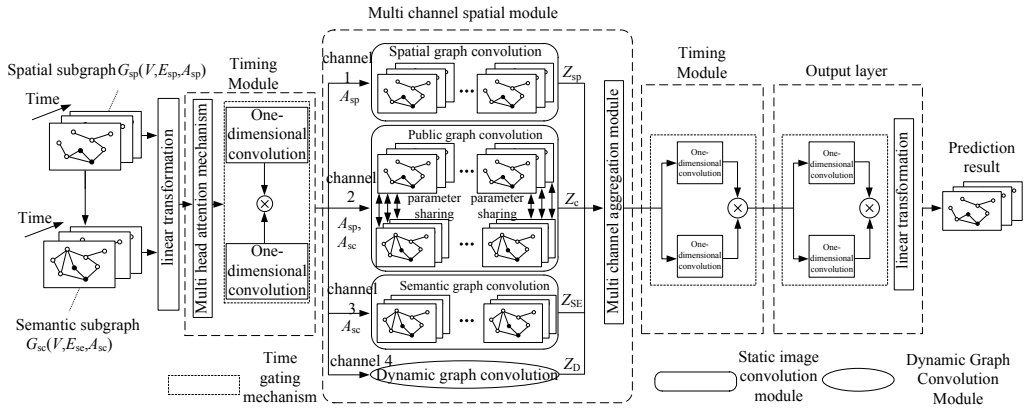 Multi channel spatial module
Spatial subgraph Gsp(V,Esp,Asp)
Time
Time
Semantic subgraph
Gsc(V,Esc,Asc)
linear transformation
Timing
Module
Multi head attention mechanism
One-
dimensional
convolution
One-
dimensional
convolution
channel
1
Asp
Spatial graph convolution
...
Zsp
channel
2
Asp,
Asc
Public graph convolution
...
parameter
sharing
parameter
sharing
...
Zc
channel
3
Asc
Semantic graph convolution
...
ZSE
channel 4
Dynamic graph convolution
ZD
Multi channel aggregation module
Timing
Module
One-
dimensional
convolution
One-
dimensional
convolution
Output layer
One-
dimensional
convolution
One-
dimensional
convolution
linear transformation
Prediction
result
Time
gating
mechanism
Static image
convolution
module
Dynamic Graph
Convolution
Module